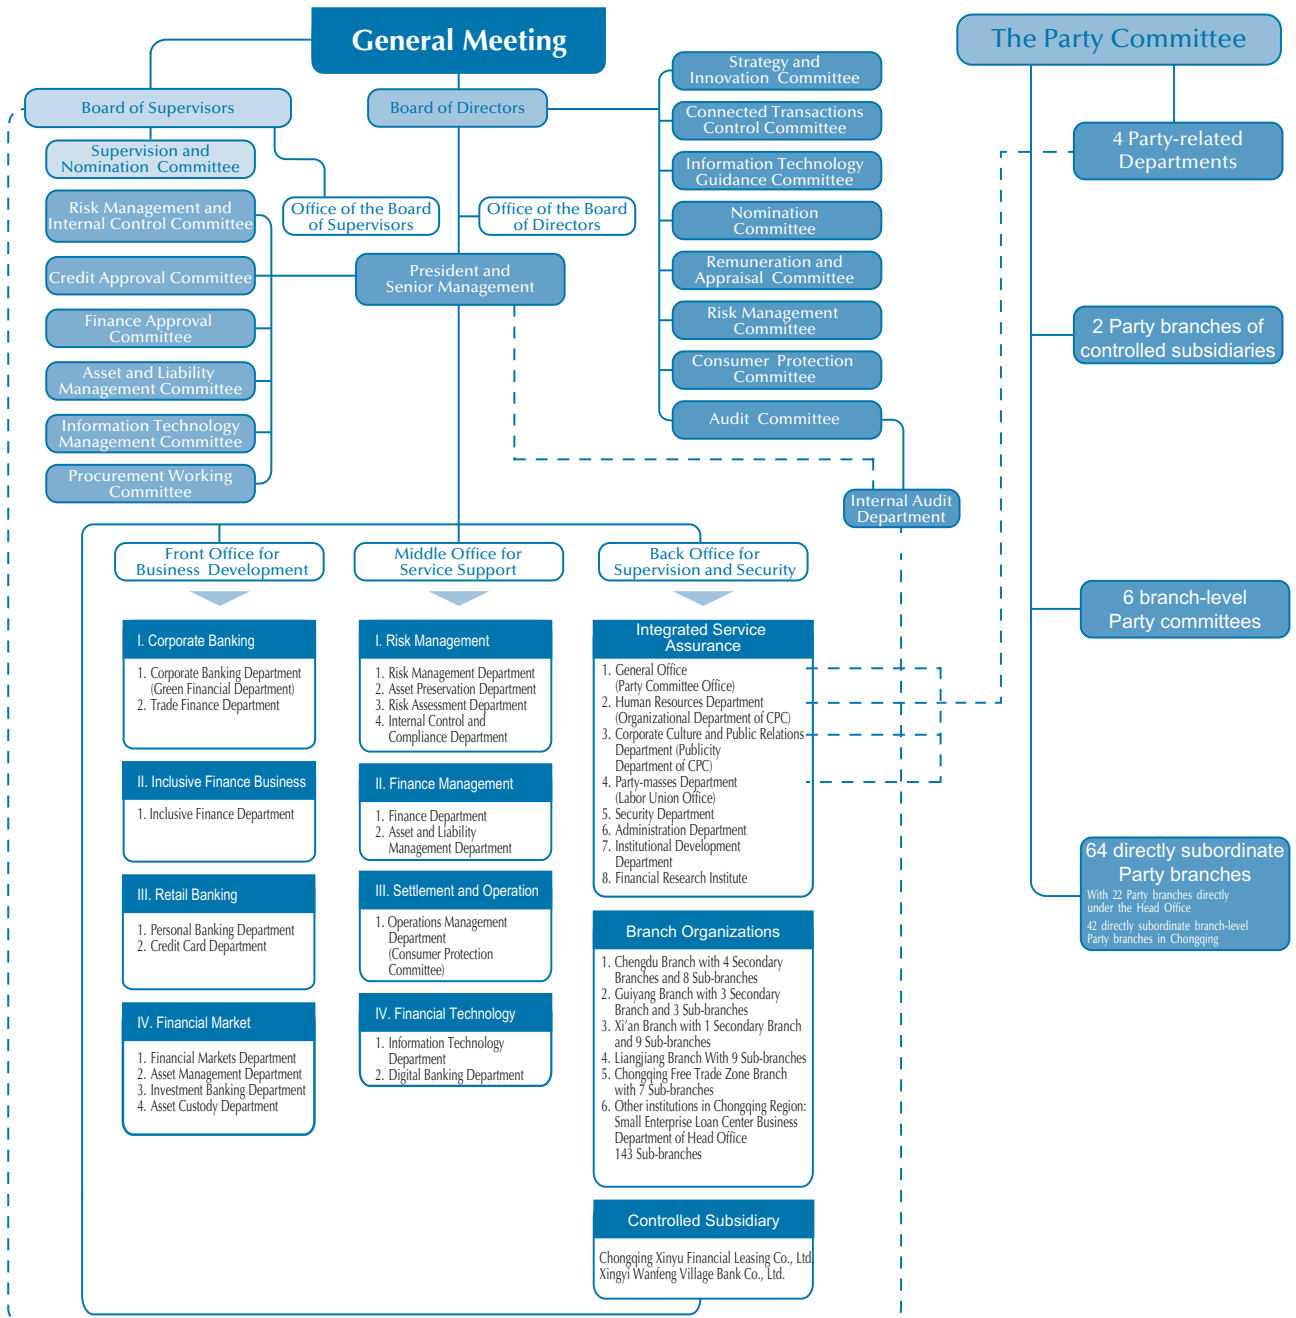 General Meeting
The Party Committee
Board of Supervisors
Board of Directors
Supervision and
Nomination Committee
Risk Management and
Internal Control Committee
Credit Approval Committee
Finance Approval
Committee
Asset and Liability
Management Committee
Information Technology
Management Committee
Procurement Working
Committee
Office of the Board
of Supervisors
Office of the Board
of Directors
President and
Senior Management
Strategy and
Innovation Committee
Connected Transactions
Control Committee
Information Technology
Guidance Committee
Nomination
Committee
Remuneration and
Appraisal Committee
Risk Management
Committee
Consumer Protection
Committee
Audit Committee
Internal Audit
Department
4 Party-related
Departments
2 Party branches of
controlled subsidiaries
6 branch-level
Party committees
64 directly subordinate
Party branches
With 22 Party branches directly
under the Head Office
42 directly subordinate branch-level
Party branches in Chongqing
Front Office for
Business Development
I. Corporate Banking
1. Corporate Banking Department
(Green Financial Department)
2. Trade Finance Department
II. Inclusive Finance Business
1. Inclusive Finance Department
III. Retail Banking
1. Personal Banking Department
2. Credit Card Department
IV. Financial Market
1. Financial Markets Department
2. Asset Management Department
3. Investment Banking Department
4. Asset Custody Department
Middle Office for
Service Support
I. Risk Management
1. Risk Management Department
2. Asset Preservation Department
3. Risk Assessment Department
4. Internal Control and
Compliance Department
II. Finance Management
1. Finance Department
2. Asset and Liability
Management Department
III. Settlement and Operation
1. Operations Management
Department
(Consumer Protection
Committee)
IV. Financial Technology
1. Information Technology
Department
2. Digital Banking Department
Back Office for
Supervision and Security
Integrated Service
Assurance
1. General Office
(Party Committee Office)
2. Human Resources Department
(Organizational Department of CPC)
3. Corporate Culture and Public Relations
Department (Publicity
Department of CPC)
4. Party-masses Department
(Labor Union Office)
5. Security Department
6. Administration Department
7. Institutional Development
Department
8. Financial Research Institute
Branch Organizations
1. Chengdu Branch with 4 Secondary
Branches and 8 Sub-branches
2. Guiyang Branch with 3 Secondary
Branch and 3 Sub-branches
3. Xi'an Branch with 1 Secondary Branch
and 9 Sub-branches
4. Liangjiang Branch With 9 Sub-branches
5. Chongqing Free Trade Zone Branch
with 7 Sub-branches
6. Other institutions in Chongqing Region:
Small Enterprise Loan Center Business
Department of Head Office
143 Sub-branches
Controlled Subsidiary
Chongqing Xinyu Financial Leasing Co., Ltd.
Xingyi Wanfeng Village Bank Co., Ltd.